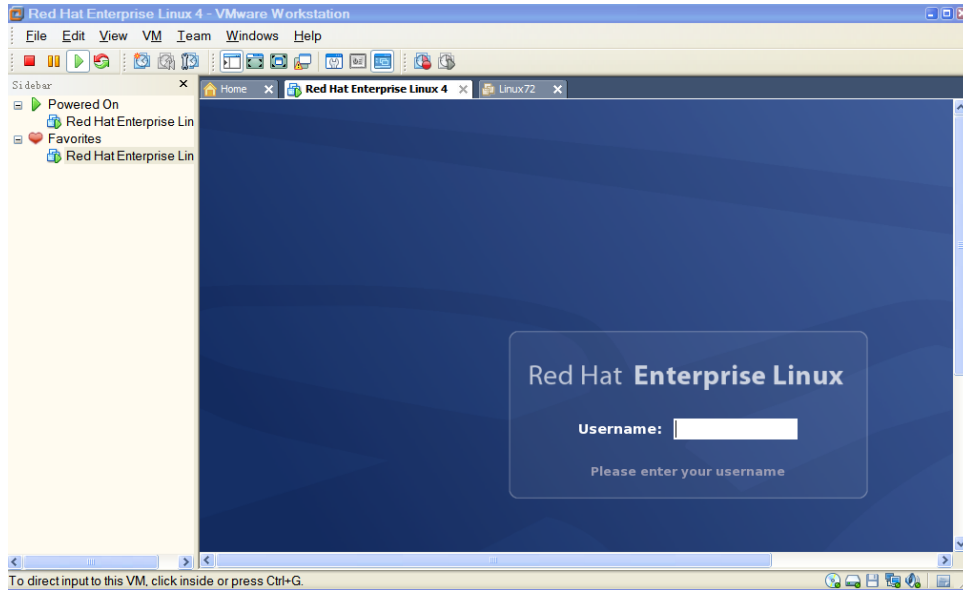 Red Hat Enterprise Linux 4 - VMware Workstation
File Edit View VM Team Windows Help
Sidebar
Home Red Hat Enterprise Linux 4 Linux72
Powered On
Red Hat Enterprise Lin
Favorites
Red Hat Enterprise Lin
Red Hat Enterprise Linux
Username:
Please enter your username
To direct input to this VM, click inside or press Ctrl+G.